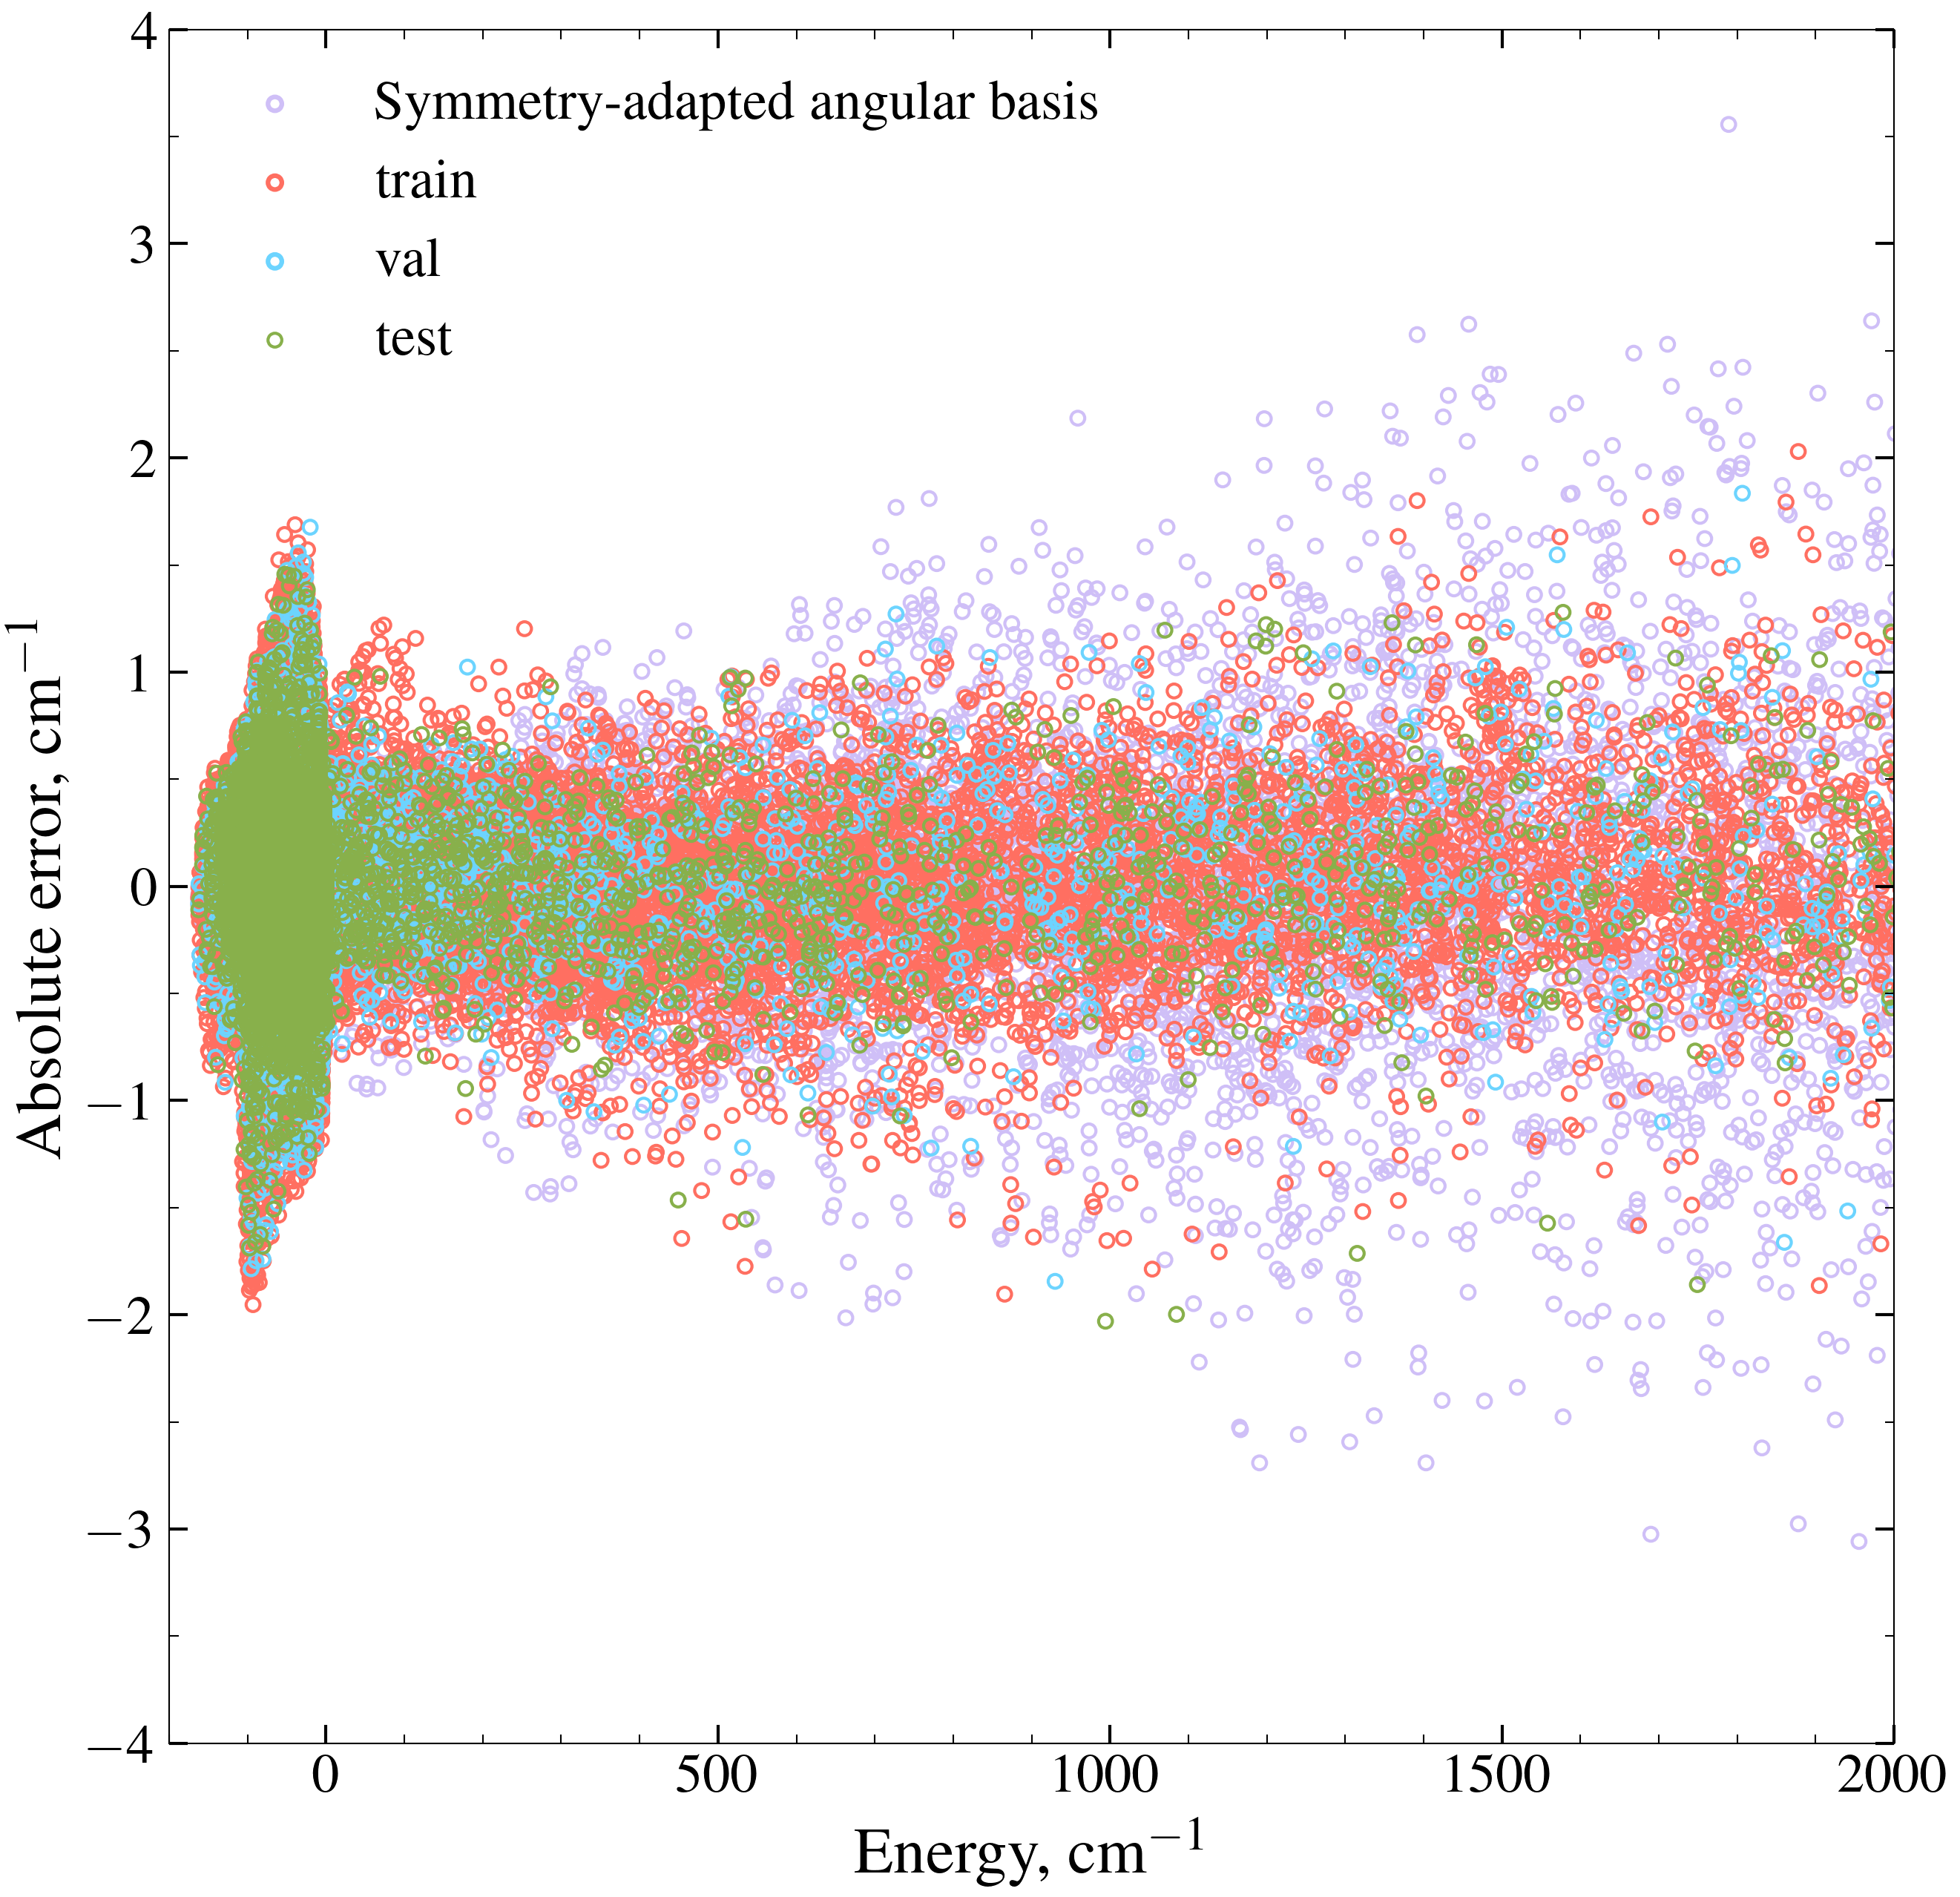 4
3
2
1
0
−1
−2
−3
−4
Absolute error, cm−1
Symmetry-adapted angular basis
train
val
test
0 500 1000 1500 2000
Energy, cm−1